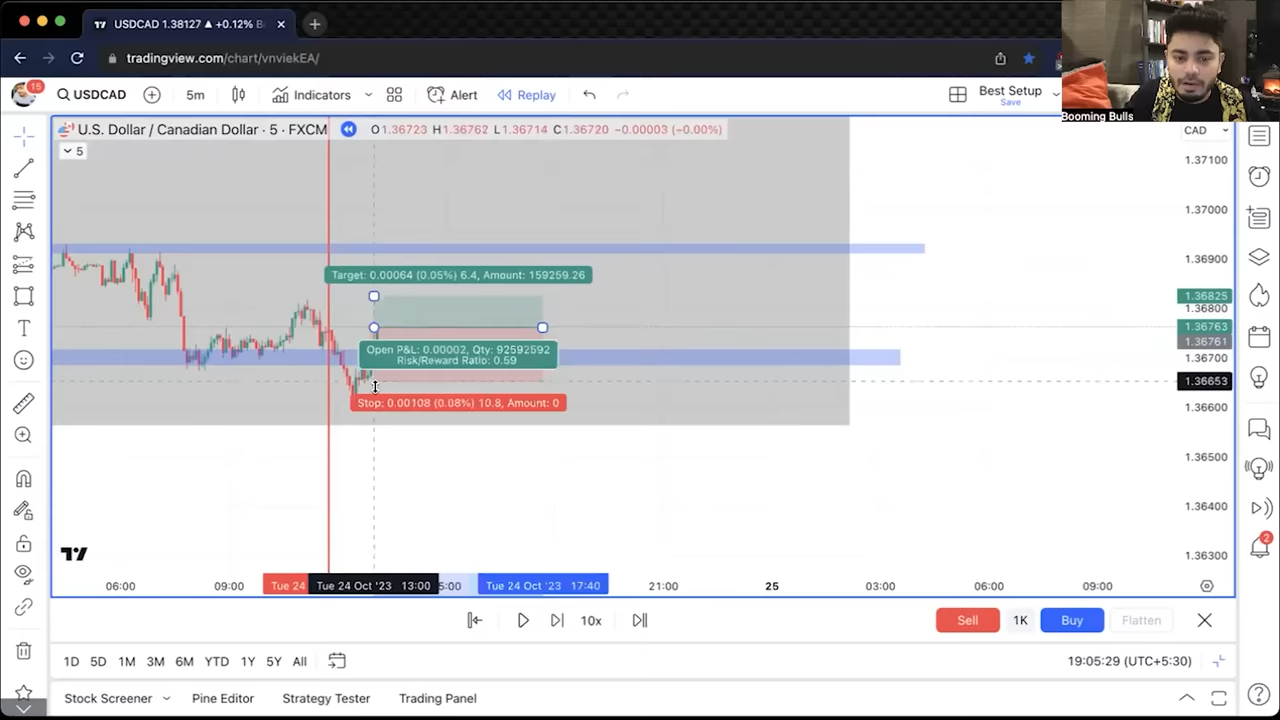 USDCAD 1.38127 ▲ +0.12% B
tradingview.com/chart/vnviekEA/
Booming Bulls
15
USDCAD
5m
Indicators
Alert
Replay
Best Setup
Save
U.S. Dollar / Canadian Dollar · 5 · FXCM
O1.36723 H1.36762 L1.36714 C1.36720 −0.00003 (−0.00%)
CAD
5
1.37100
1.37000
1.36900
Target: 0.00064 (0.05%) 6.4, Amount: 159259.26
1.36825
1.36800
1.36763
1.36761
Open P&L: 0.00002, Qty: 92592592
Risk/Reward Ratio: 0.59
1.36700
1.36653
Stop: 0.00108 (0.08%) 10.8, Amount: 0
1.36600
1.36500
1.36400
1.36300
06:00 09:00 Tue 24 Tue 24 Oct '23 13:00 5:00 Tue 24 Oct '23 17:40 21:00 25 03:00 06:00 09:00
10x
Sell 1K Buy Flatten
1D 5D 1M 3M 6M YTD 1Y 5Y All
19:05:29 (UTC+5:30)
Stock Screener Pine Editor Strategy Tester Trading Panel
2